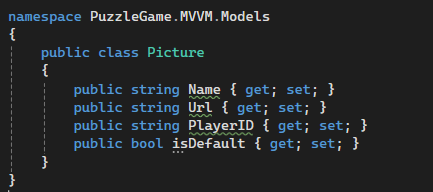 namespace PuzzleGame.MVVM.Models
{
    public class Picture
    {
        public string Name { get; set; }
        public string Url { get; set; }
        public string PlayerID { get; set; }
        public bool isDefault { get; set; }
    }
}